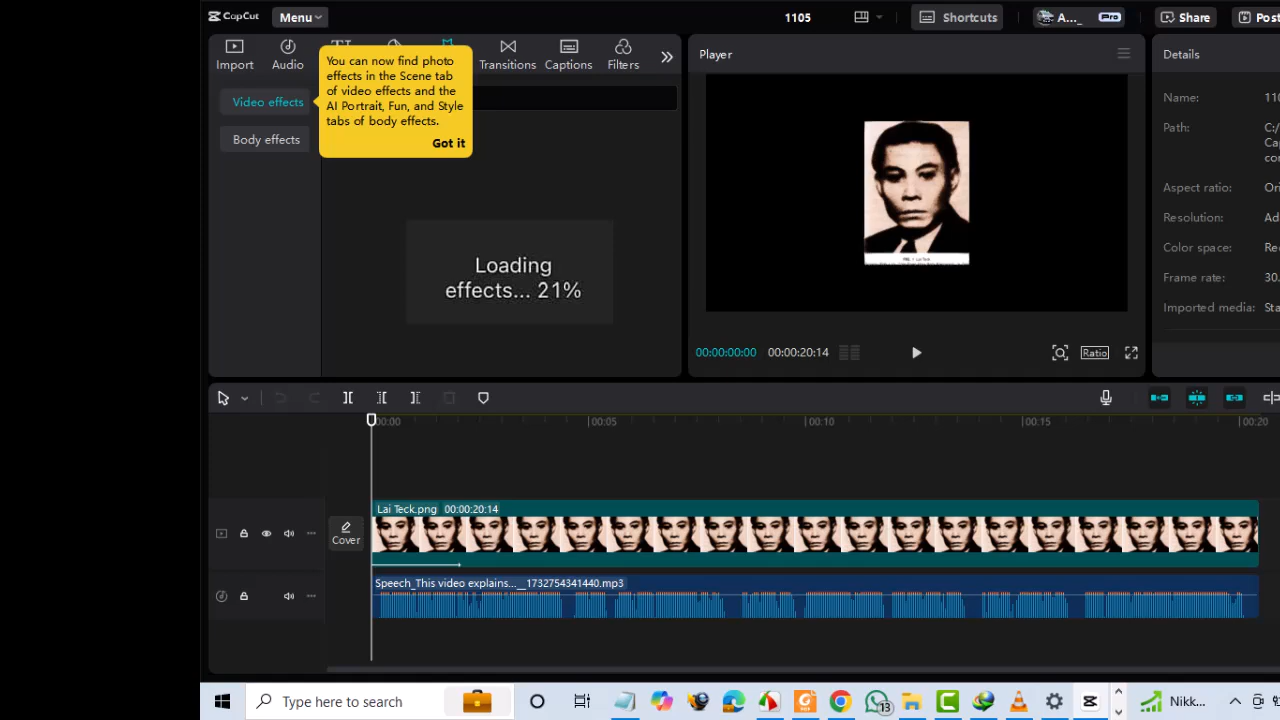 CapCut
Menu
1105
Shortcuts
A..._
Pro
Share
Post
Import
Audio
Transitions
Captions
Filters
You can now find photo
effects in the Scene tab
of video effects and the
AI Portrait, Fun, and Style
tabs of body effects.
Got it
Video effects
Body effects
Loading
effects... 21%
Player
00:00:00:00
00:00:20:14
Ratio
Details
Name:
110
Path:
C:/
Cap
con
Aspect ratio:
Ori
Resolution:
Ad
Color space:
Rec
Frame rate:
30.
Imported media:
Sta
00:00
00:05
00:10
00:15
00:20
Cover
Lai Teck.png
00:00:20:14
Speech_This video explains...__1732754341440.mp3
Type here to search
13
Nikk...